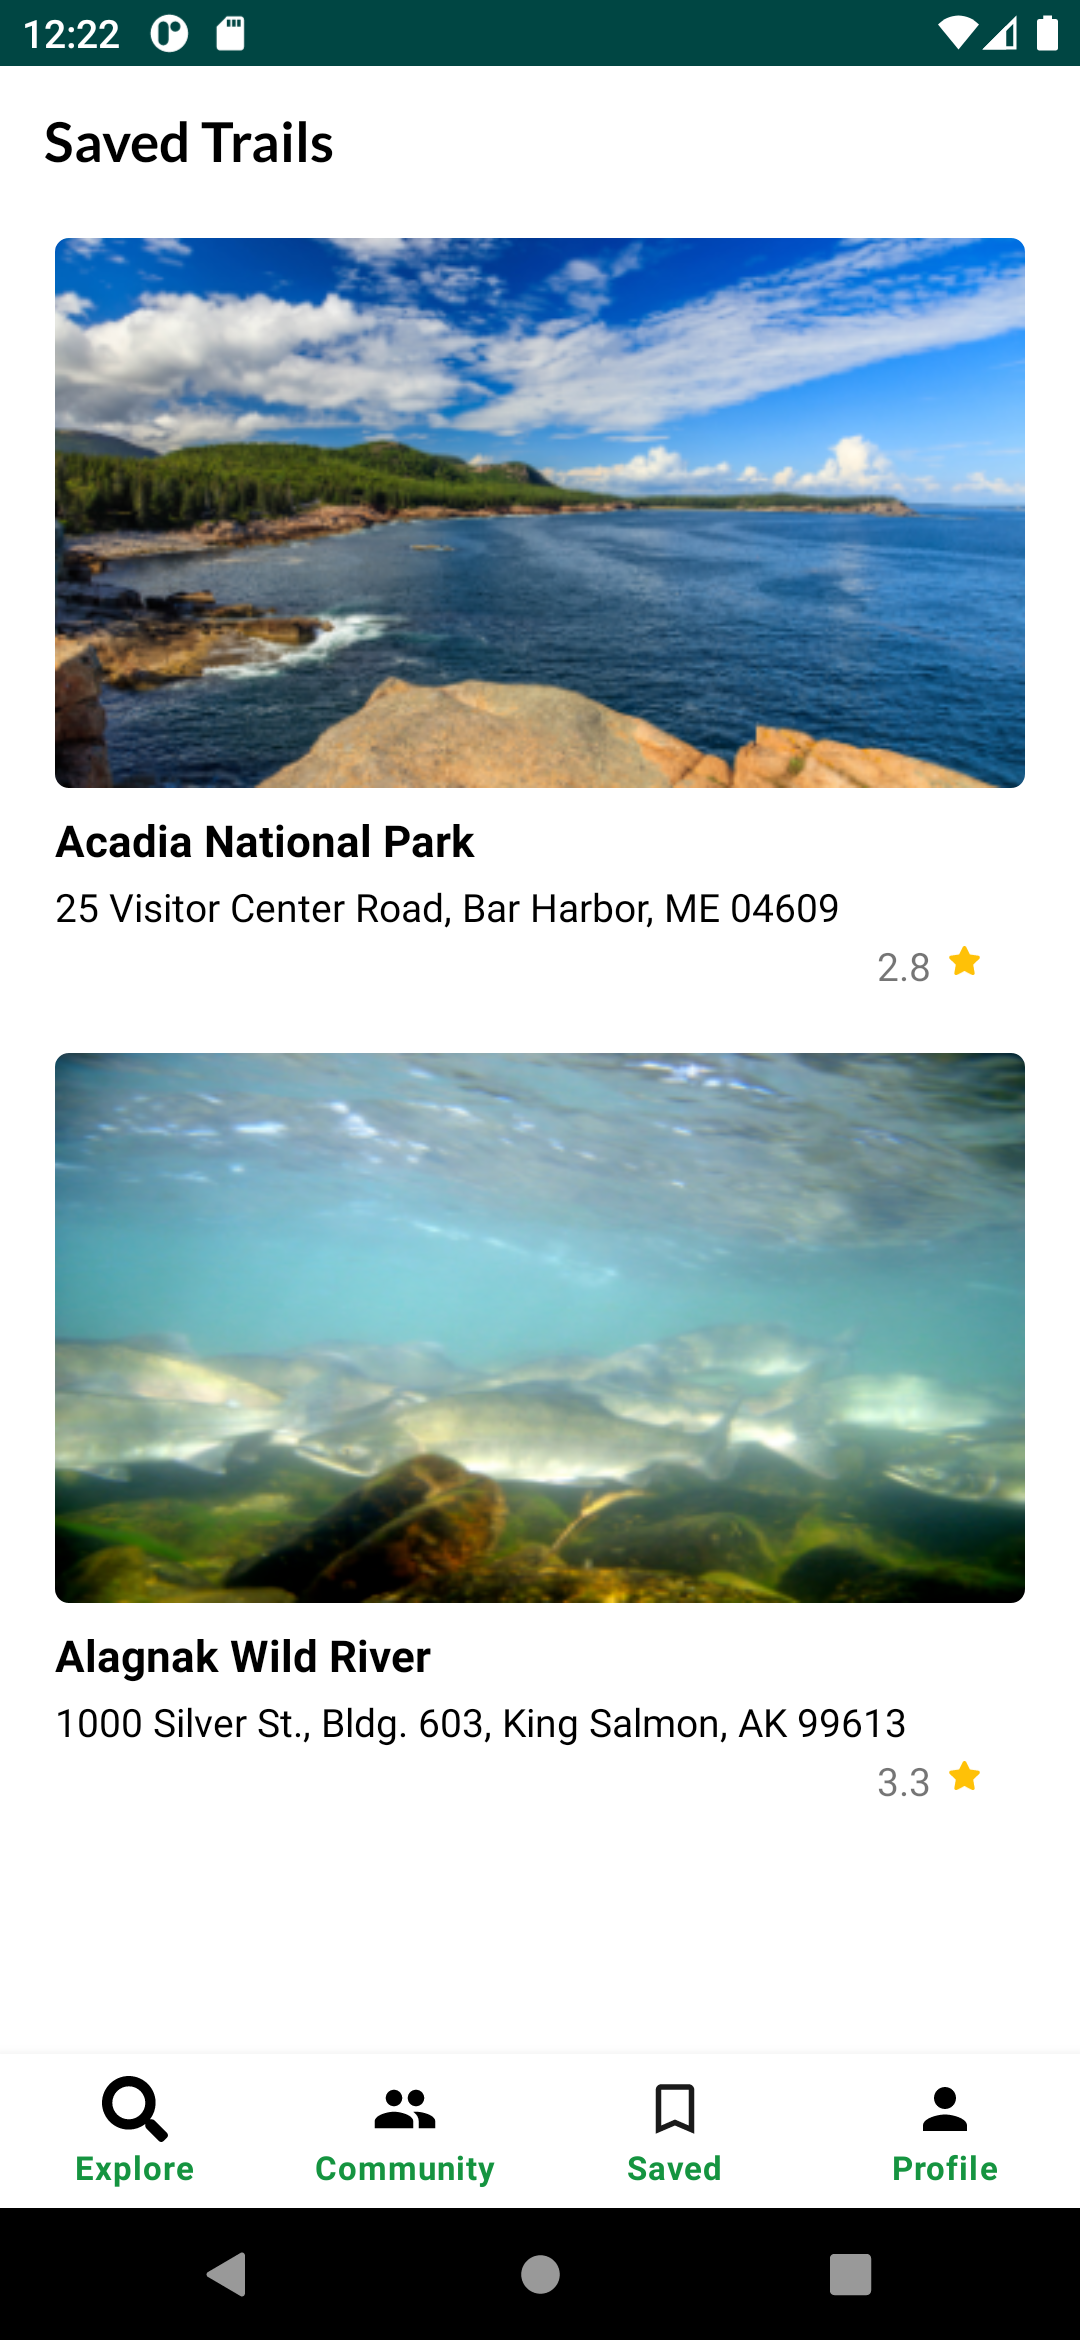 12:22
Saved Trails
Acadia National Park
25 Visitor Center Road, Bar Harbor, ME 04609
2.8
Alagnak Wild River
1000 Silver St., Bldg. 603, King Salmon, AK 99613
3.3
Explore
Community
Saved
Profile